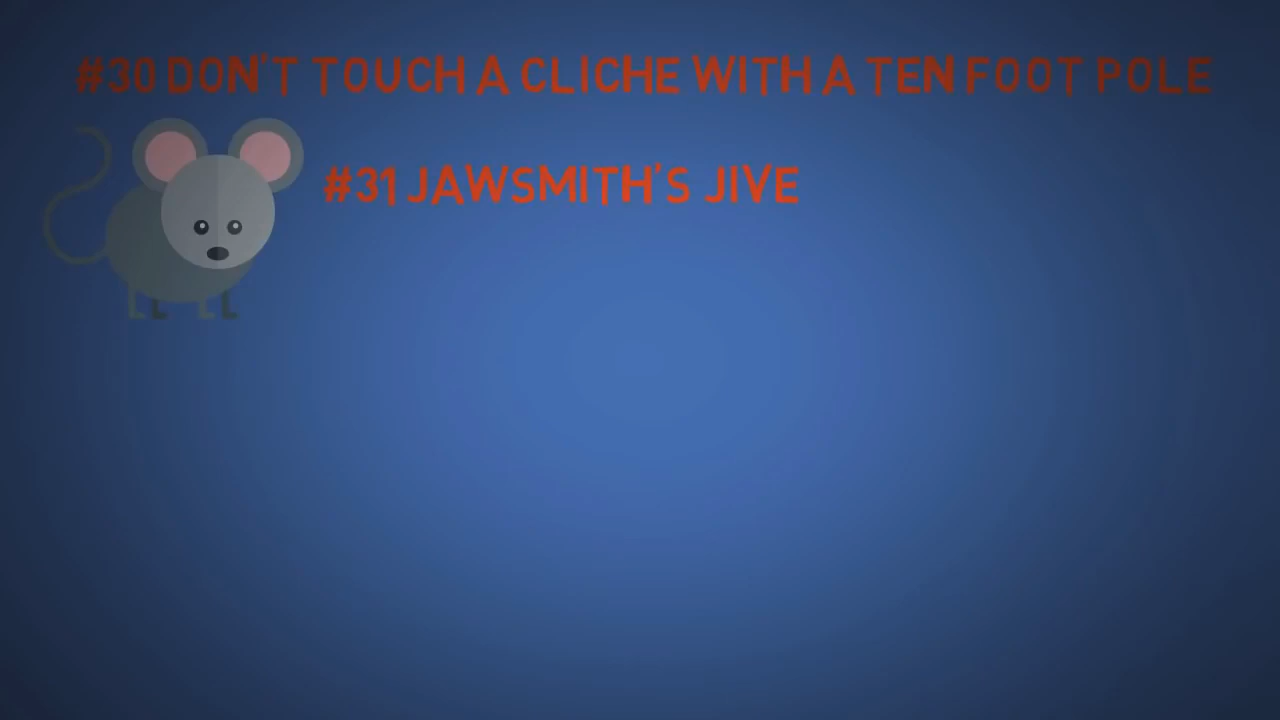 #30 DON'T TOUCH A CLICHE WITH A TEN FOOT POLE
#31 JAWSMITH'S JIVE